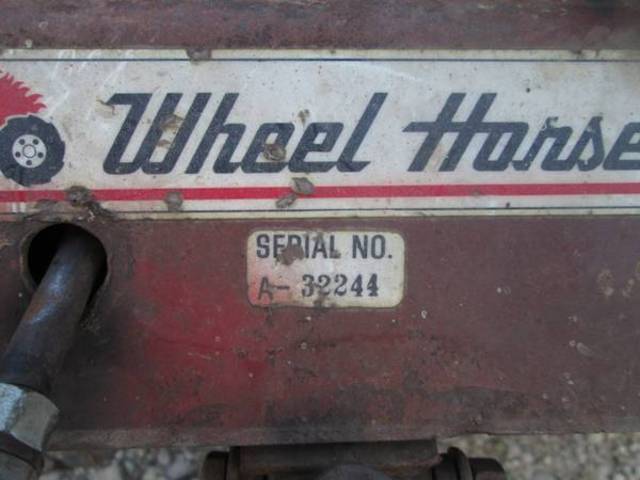 Wheel Horse
SERIAL NO.
A- 32244